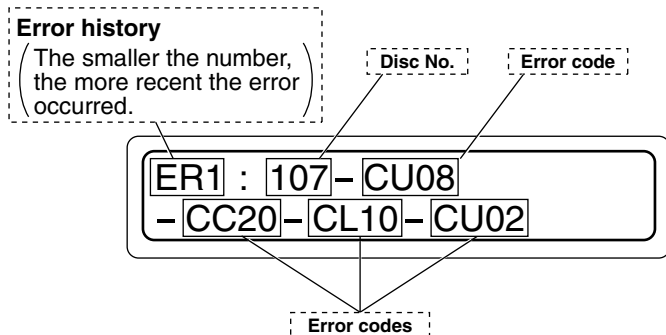 Error history
The smaller the number,
the more recent the error
occurred.
Disc No.
Error code
ER1 : 107– CU08
– CC20– CL10– CU02
Error codes